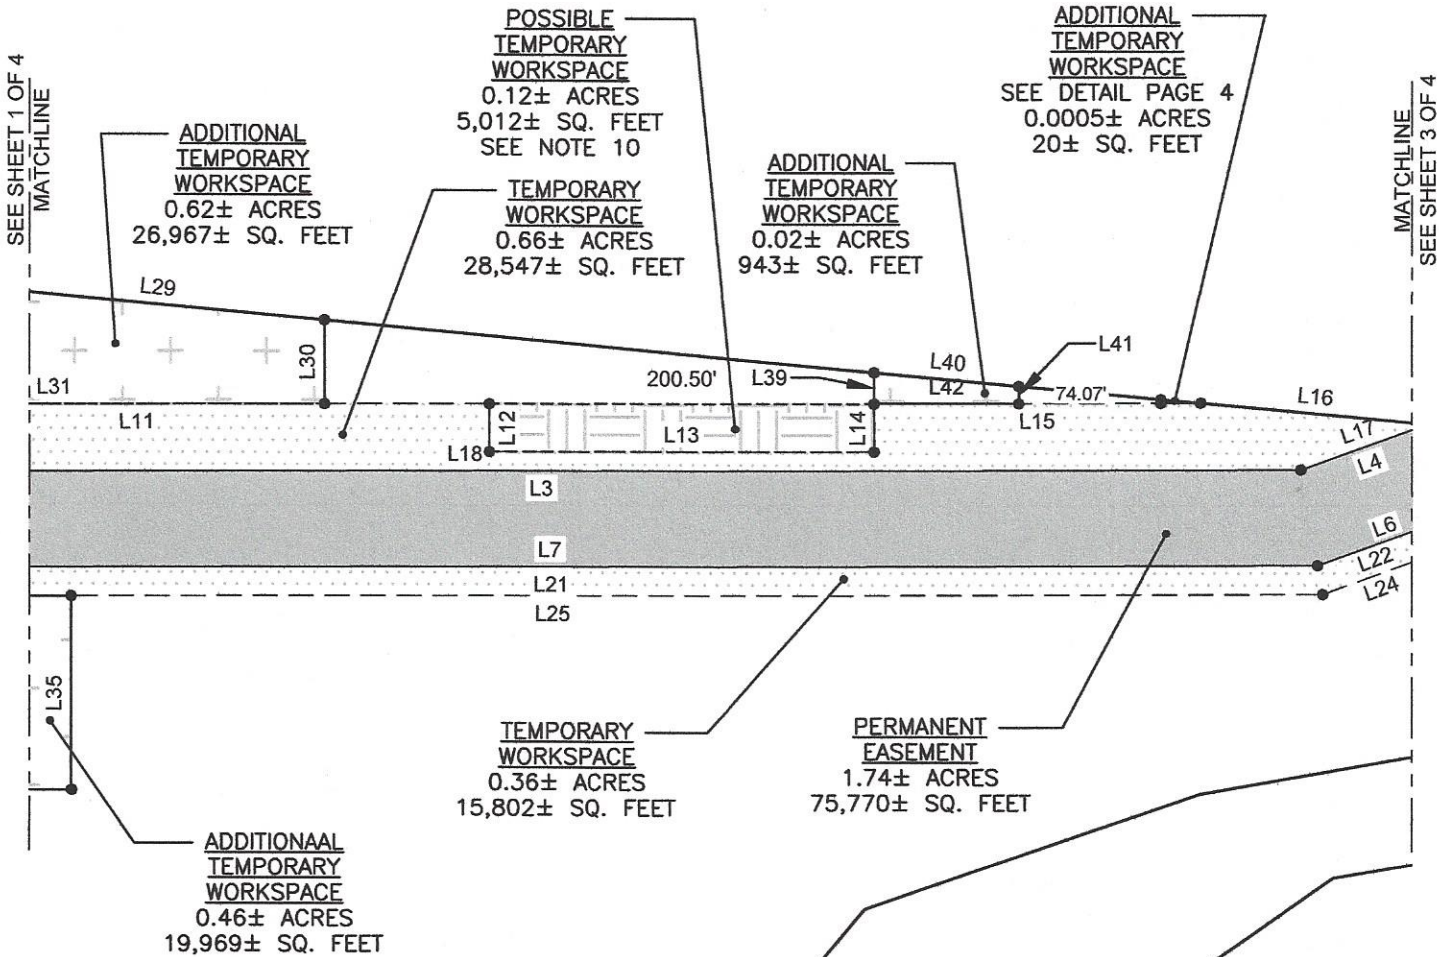 SEE SHEET 1 OF 4
MATCHLINE
ADDITIONAL
TEMPORARY
WORKSPACE
0.62± ACRES
26,967± SQ. FEET
POSSIBLE
TEMPORARY
WORKSPACE
0.12± ACRES
5,012± SQ. FEET
SEE NOTE 10
TEMPORARY
WORKSPACE
0.66± ACRES
28,547± SQ. FEET
ADDITIONAL
TEMPORARY
WORKSPACE
0.02± ACRES
943± SQ. FEET
ADDITIONAL
TEMPORARY
WORKSPACE
SEE DETAIL PAGE 4
0.0005± ACRES
20± SQ. FEET
MATCHLINE
SEE SHEET 3 OF 4
L29
L30
L31
L11
L12
L18
L13
L14
200.50'
L39
L40
L42
L41
74.07'
L15
L16
L17
L4
L3
L7
L6
L22
L24
L21
L25
L35
TEMPORARY
WORKSPACE
0.36± ACRES
15,802± SQ. FEET
PERMANENT
EASEMENT
1.74± ACRES
75,770± SQ. FEET
ADDITIONAAL
TEMPORARY
WORKSPACE
0.46± ACRES
19,969± SQ. FEET